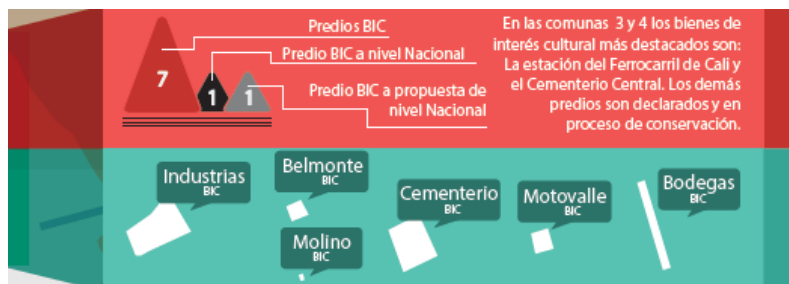 Predios BIC
Predio BIC a nivel Nacional
Predio BIC a propuesta de
nivel Nacional
7
1
1
En las comunas 3 y 4 los bienes de
interés cultural más destacados son:
La estación del Ferrocarril de Cali y
el Cementerio Central. Los demás
predios son declarados y en
proceso de conservación.
Industrias
BIC
Belmonte
BIC
Molino
BIC
Cementerio
BIC
Motovalle
BIC
Bodegas
BIC